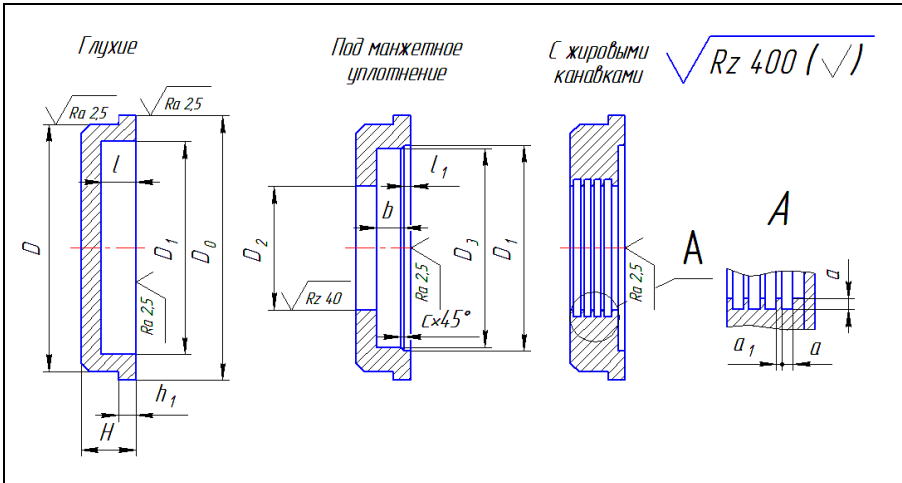 Глухие
Под манжетное
уплотнение
С жировыми
канавками
Rz 400 (√)
Ra 2,5
Ra 2,5
l
D
D₁
D₀
Ra 2,5
h₁
H
l₁
b
D₂
D₃
D₁
Rz 40
Ra 2,5
c×45°
Ra 2,5
A
A
a
a₁
a